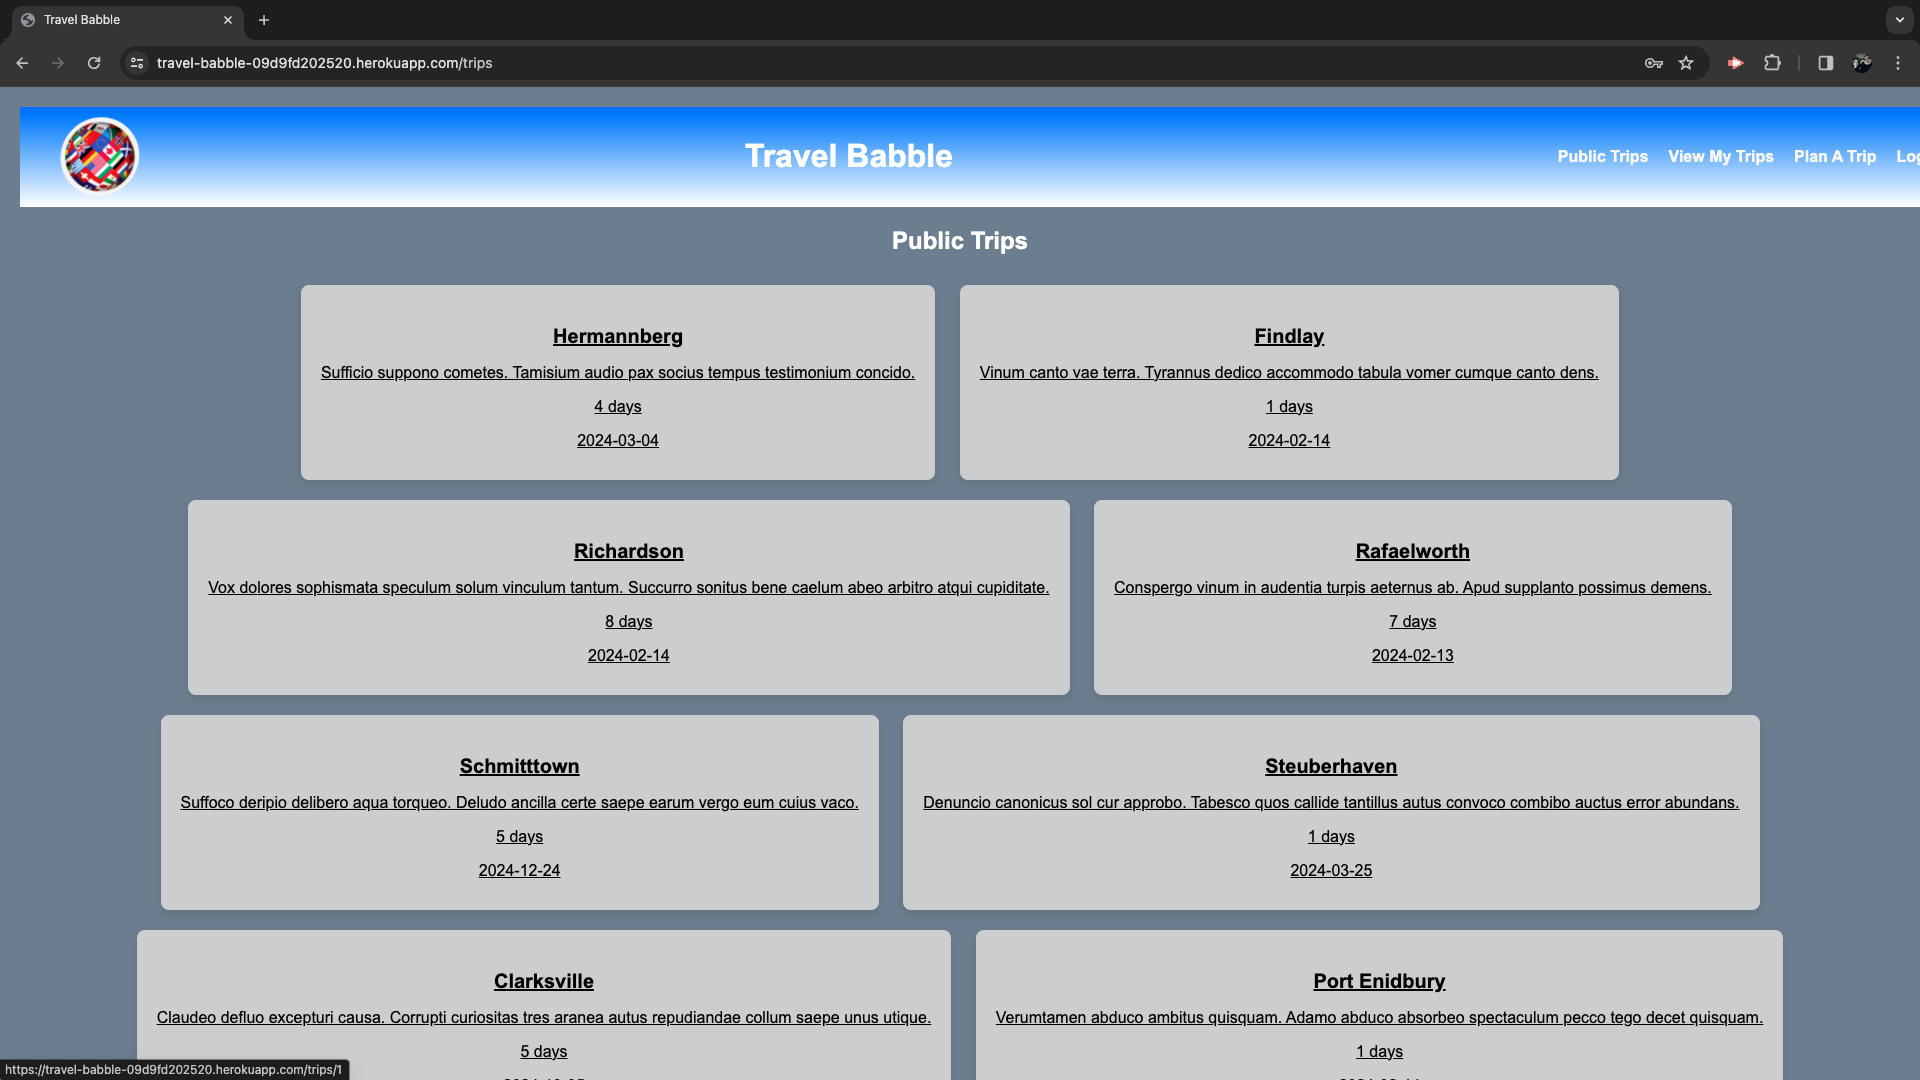 Travel Babble
travel-babble-09d9fd202520.herokuapp.com/trips
Travel Babble
Public Trips
View My Trips
Plan A Trip
Public Trips
Hermannberg
Sufficio suppono cometes. Tamisium audio pax socius tempus testimonium concido.
4 days
2024-03-04
Findlay
Vinum canto vae terra. Tyrannus dedico accommodo tabula vomer cumque canto dens.
1 days
2024-02-14
Richardson
Vox dolores sophismata speculum solum vinculum tantum. Succurro sonitus bene caelum abeo arbitro atqui cupiditate.
8 days
2024-02-14
Rafaelworth
Conspergo vinum in audentia turpis aeternus ab. Apud supplanto possimus demens.
7 days
2024-02-13
Schmitttown
Suffoco deripio delibero aqua torqueo. Deludo ancilla certe saepe earum vergo eum cuius vaco.
5 days
2024-12-24
Steuberhaven
Denuncio canonicus sol cur approbo. Tabesco quos callide tantillus autus convoco combibo auctus error abundans.
1 days
2024-03-25
Clarksville
Claudeo defluo excepturi causa. Corrupti curiositas tres aranea autus repudiandae collum saepe unus utique.
5 days
Port Enidbury
Verumtamen abduco ambitus quisquam. Adamo abduco absorbeo spectaculum pecco tego decet quisquam.
1 days
https://travel-babble-09d9fd202520.herokuapp.com/trips/1